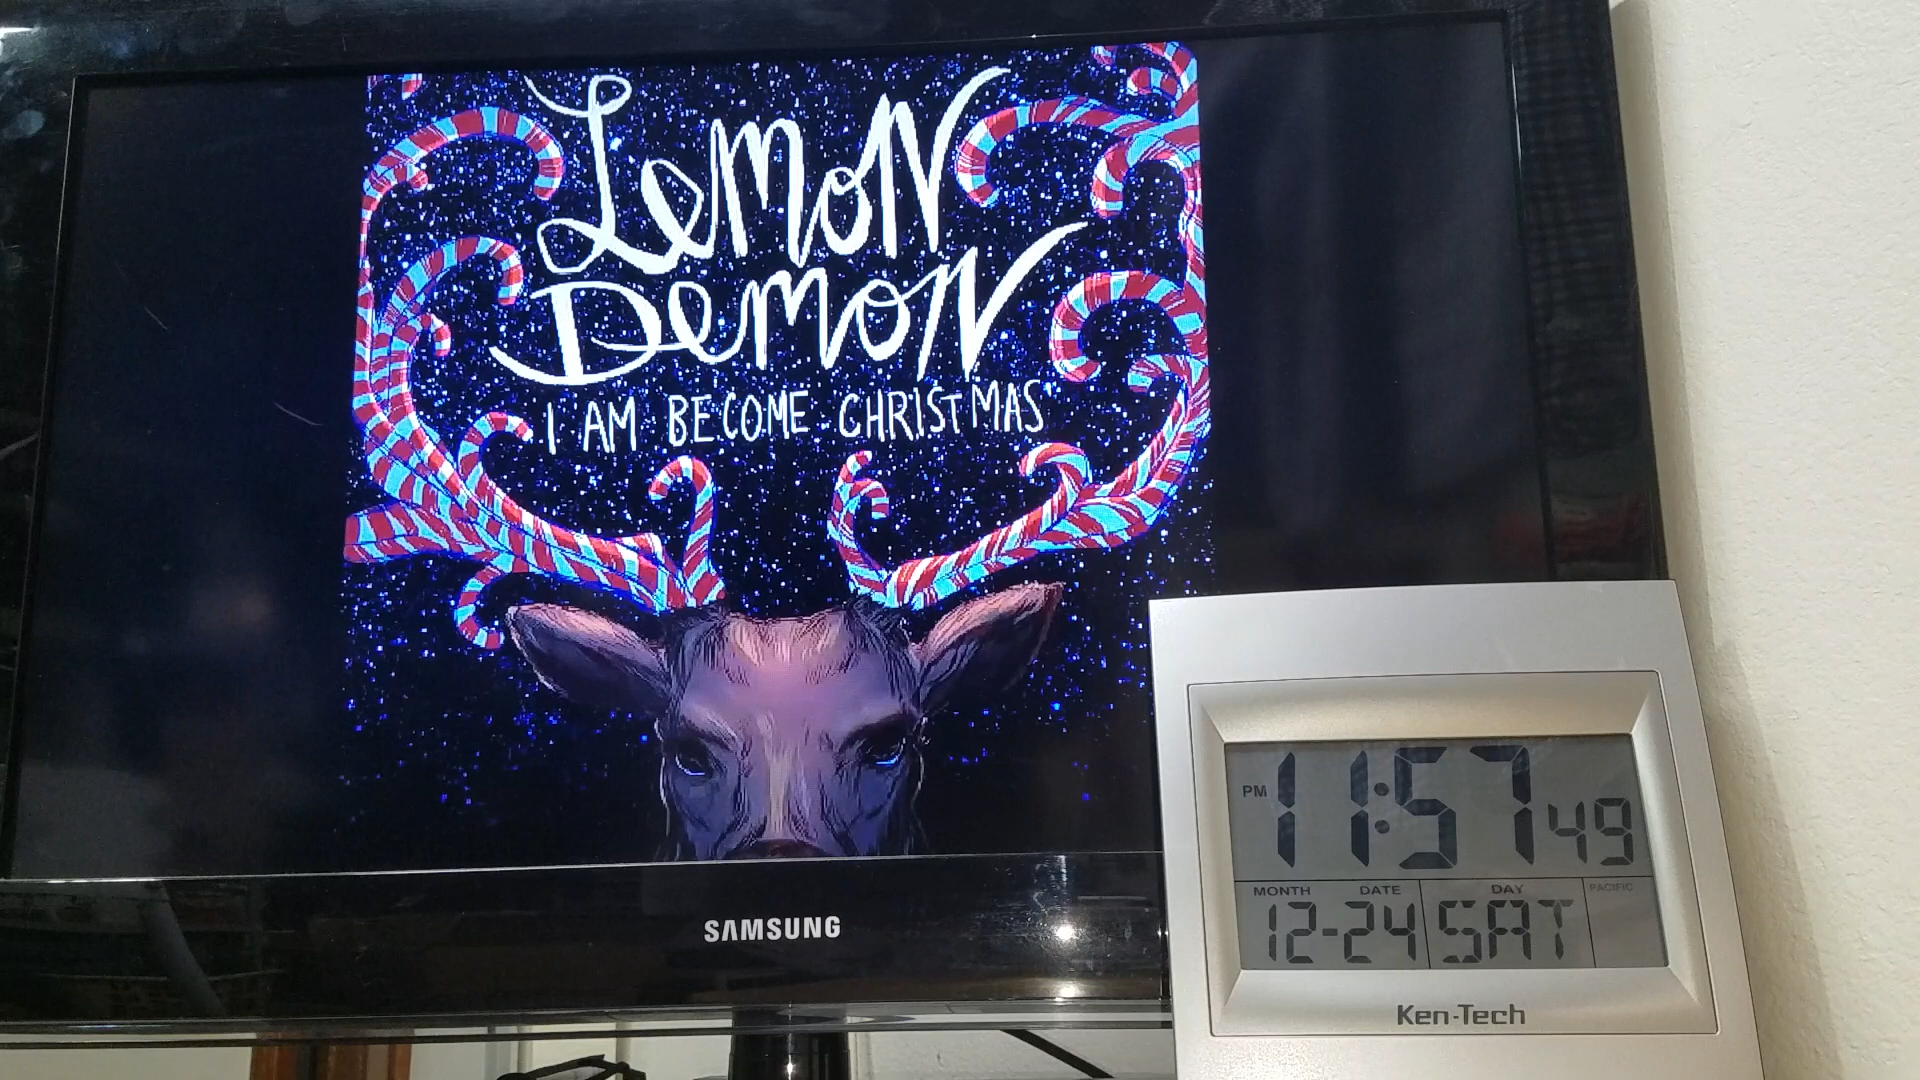 Lemon
Demon
I AM BECOME CHRISTMAS
SAMSUNG
PM 11:57 49
MONTH DATE DAY PACIFIC
12-24 SAT
Ken-Tech